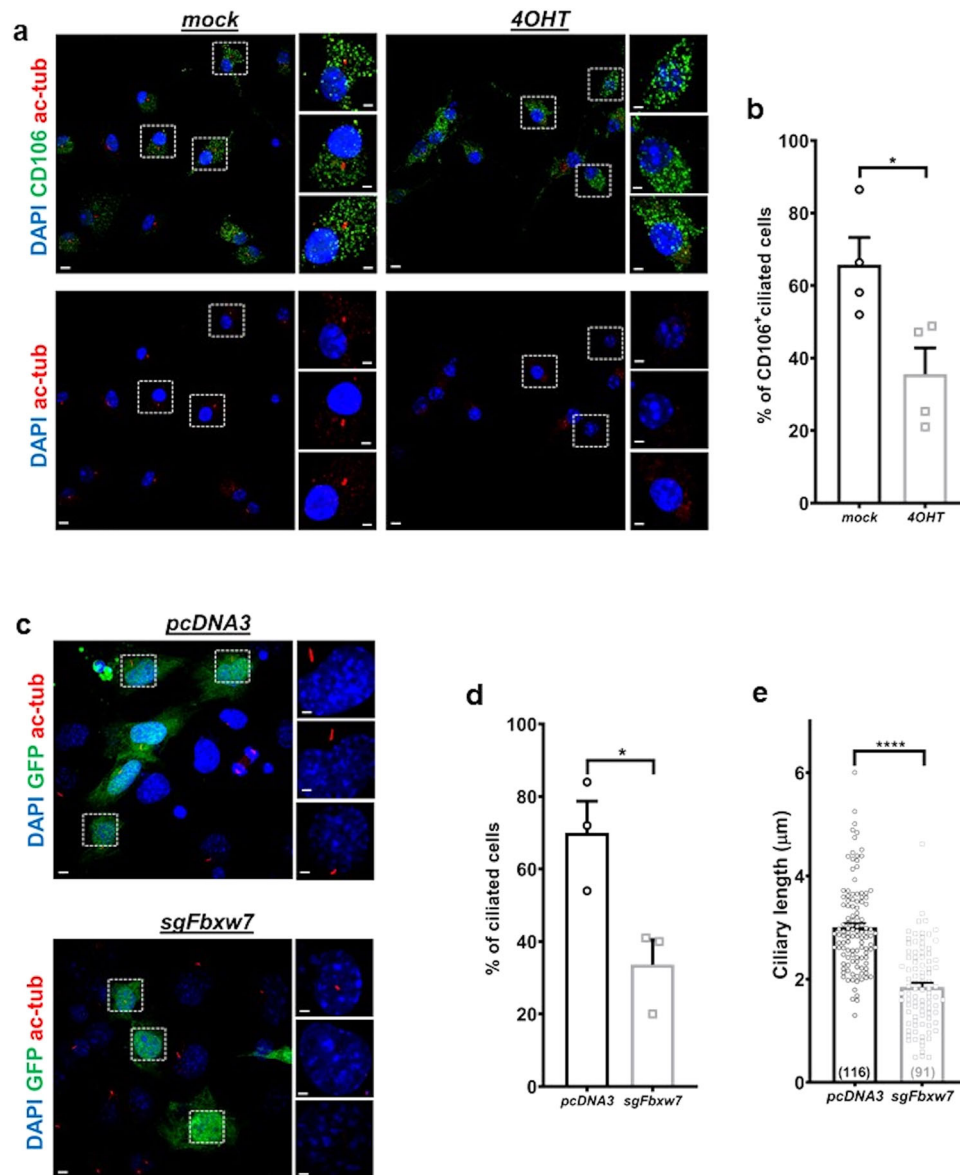 a
mock
4OHT
DAPI CD106 ac-tub
DAPI ac-tub
b
% of CD106+ciliated cells
100
80
60
40
20
0
*
mock
4OHT
c
pcDNA3
DAPI GFP ac-tub
sgFbxw7
DAPI GFP ac-tub
d
% of ciliated cells
100
80
60
40
20
0
*
pcDNA3
sgFbxw7
e
Ciliary length (µm)
6
4
2
0
****
(116)
(91)
pcDNA3
sgFbxw7